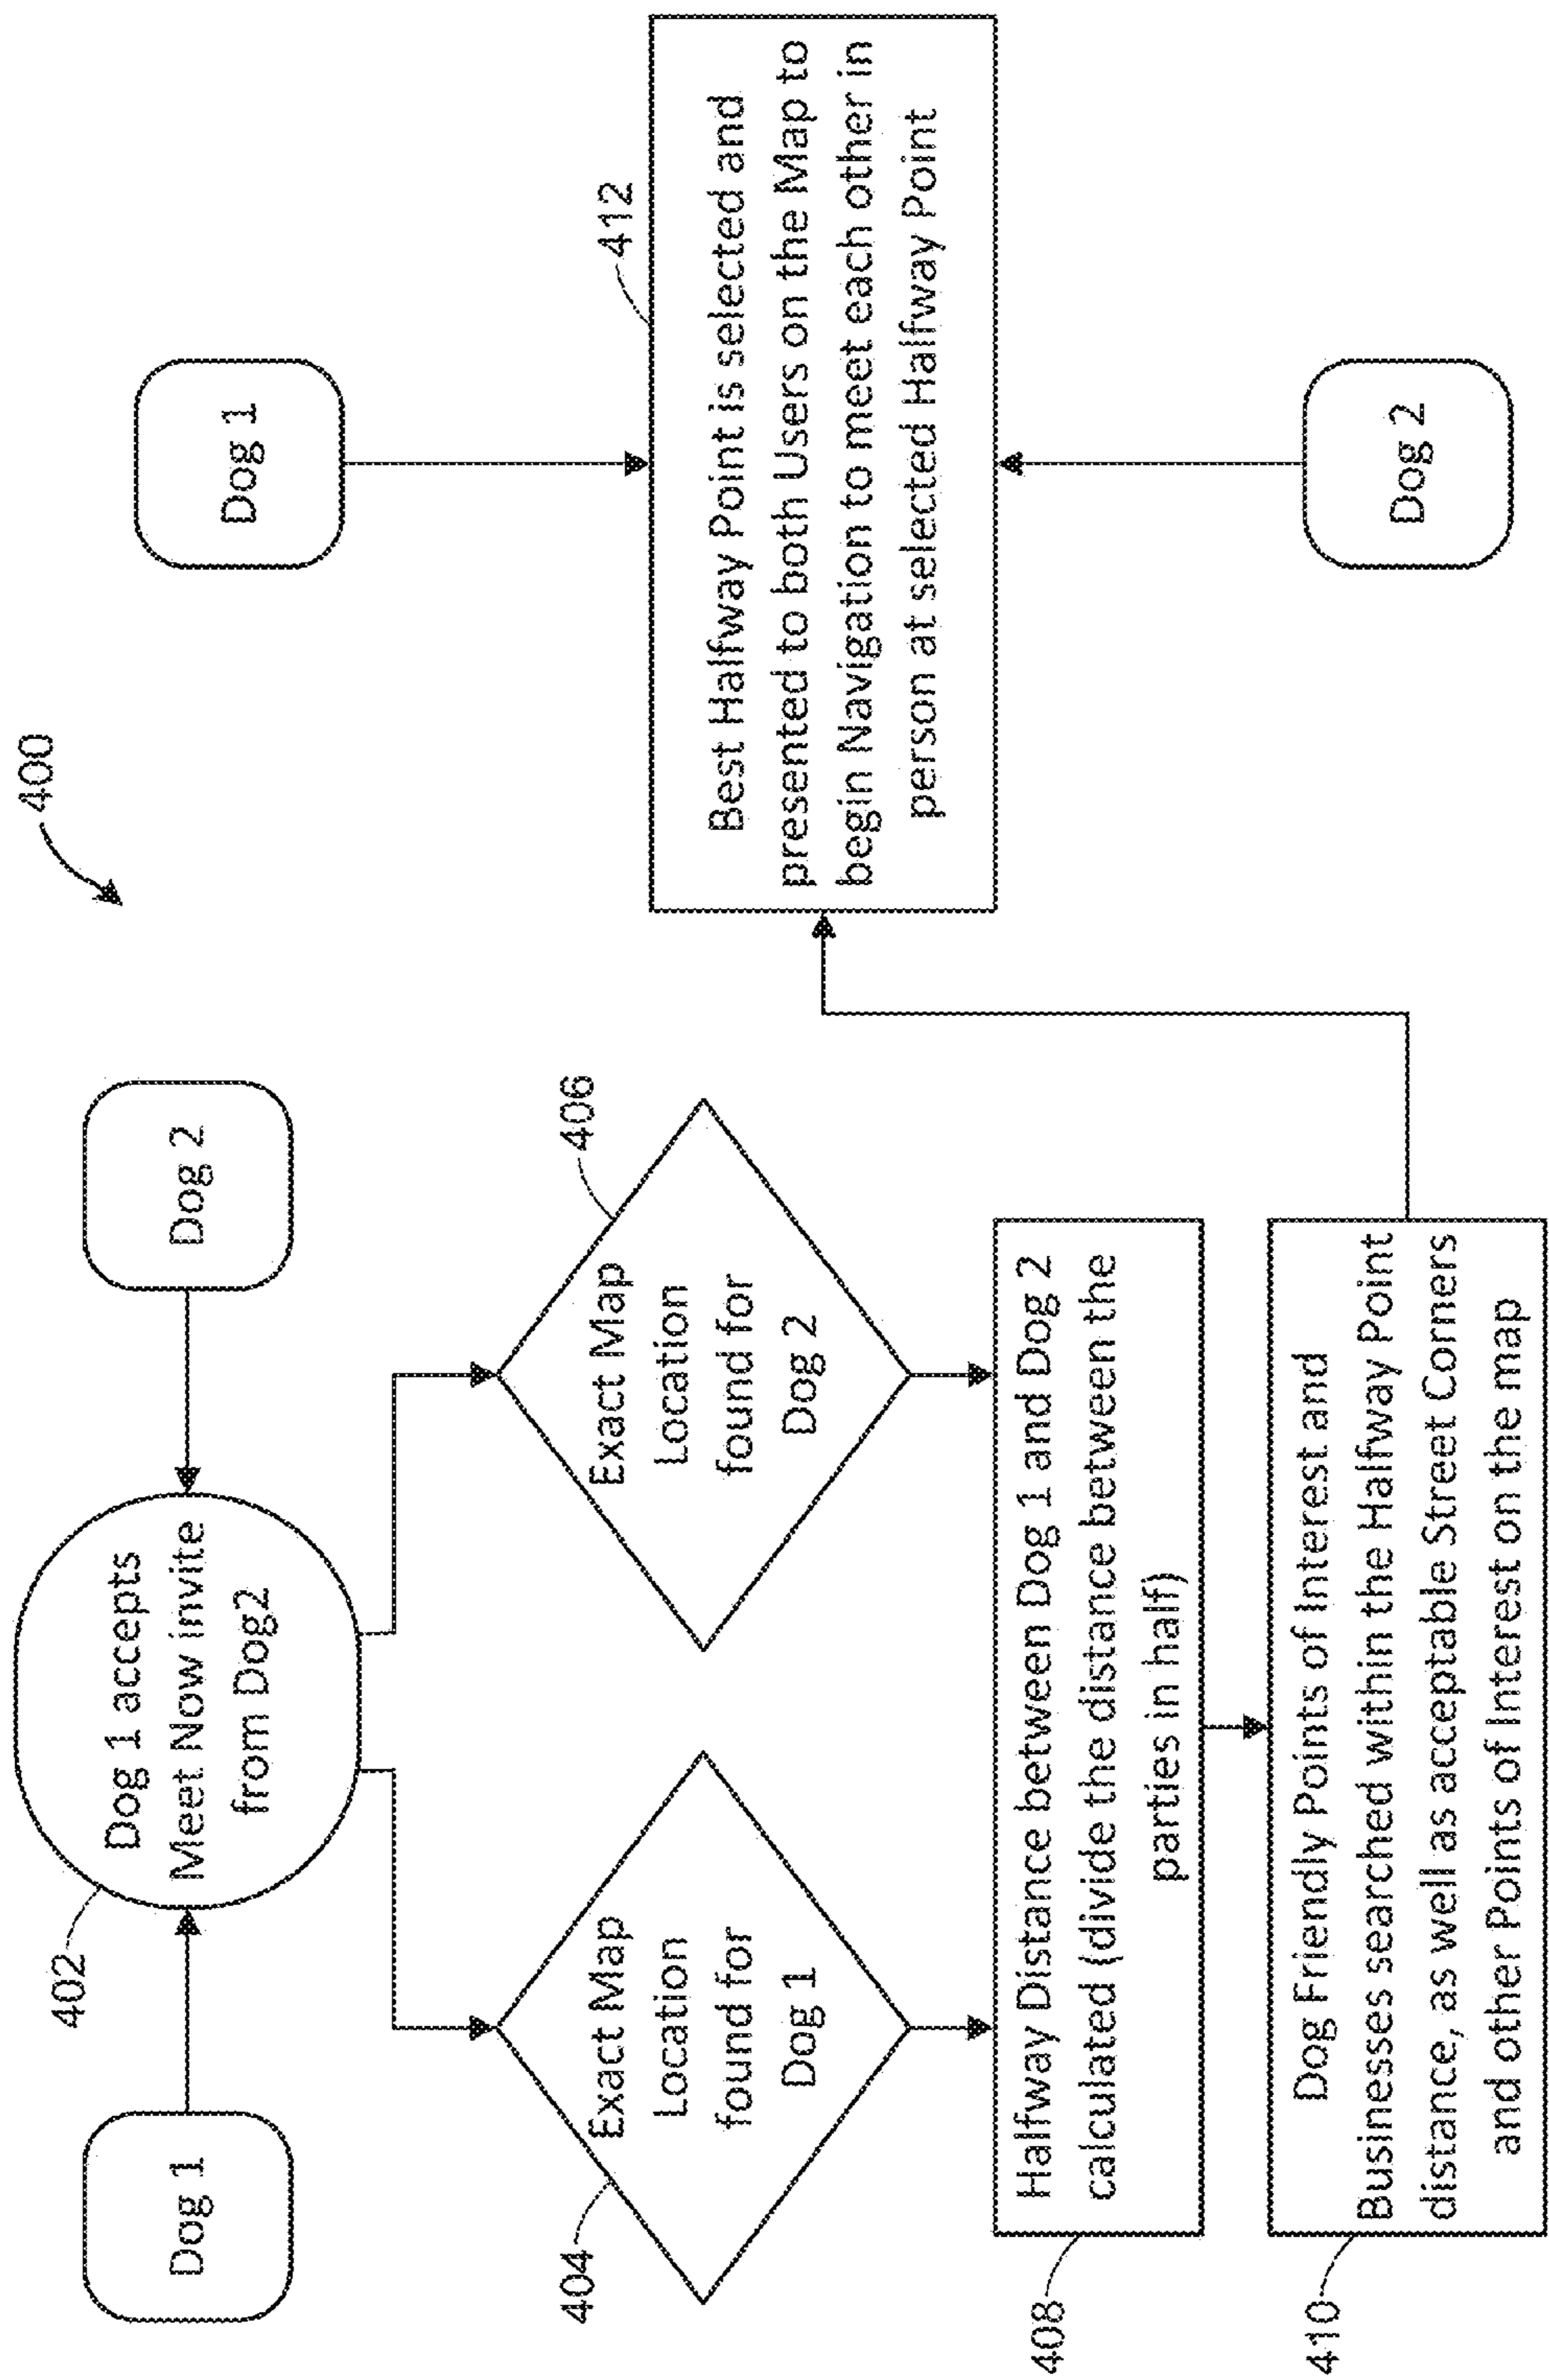 400
Dog 1
402
Dog 1 accepts
Meet Now invite
from Dog2
Dog 2
404
Exact Map
Location
found for
Dog 1
406
Exact Map
Location
found for
Dog 2
408
Halfway Distance between Dog 1 and Dog 2
calculated (divide the distance between the
parties in half)
410
Dog Friendly Points of Interest and
Businesses searched within the Halfway Point
distance, as well as acceptable Street Corners
and other Points of Interest on the map
Dog 1
412
Best Halfway Point is selected and
presented to both Users on the Map to
begin Navigation to meet each other in
person at selected Halfway Point
Dog 2